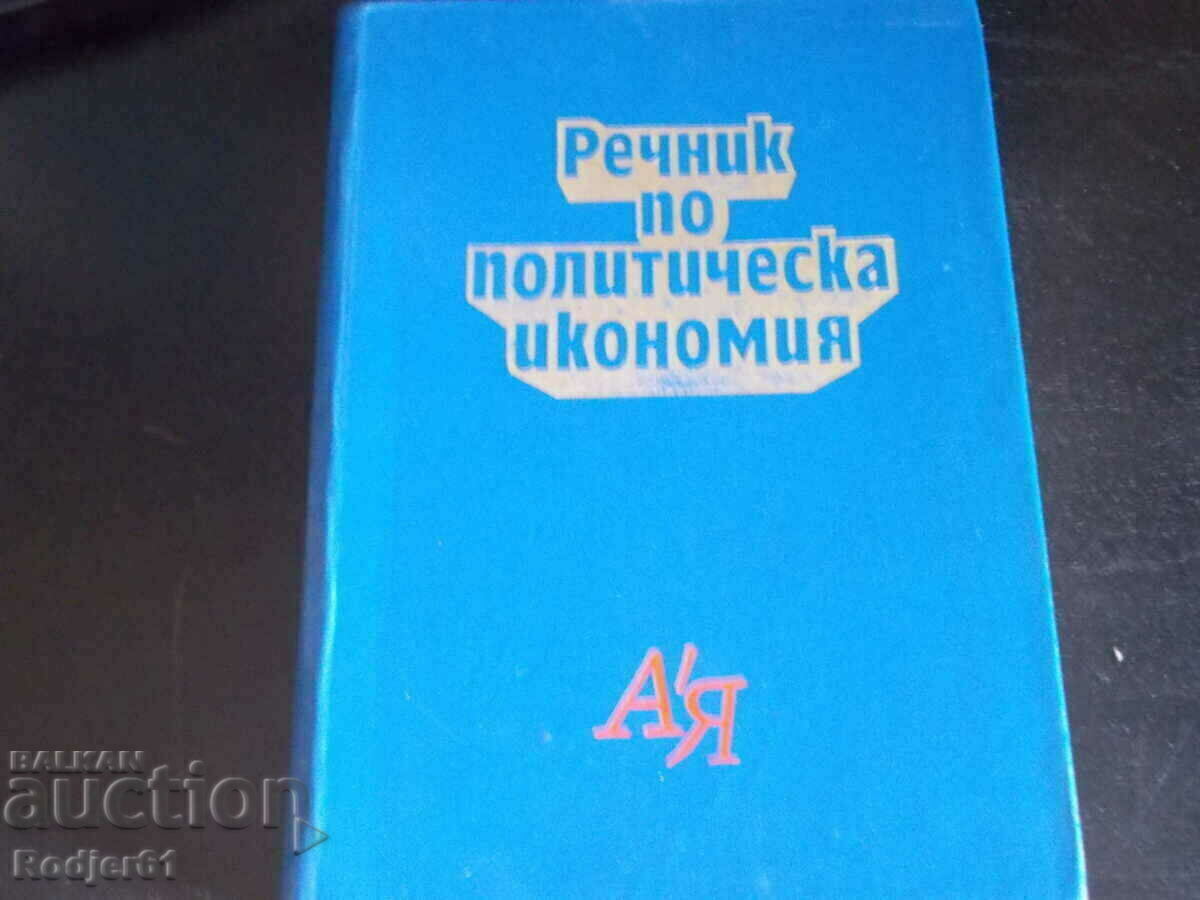 Речник
по
политическа
икономия
А/Я
BALKAN
auction
Rodjer61